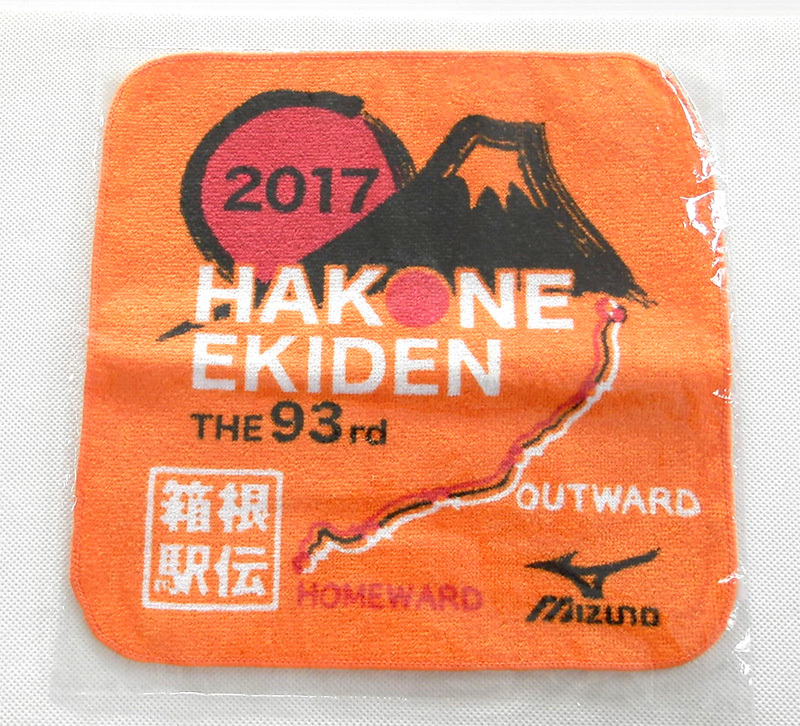 2017
HAKONE
EKIDEN
THE 93rd
OUTWARD
箱根
駅伝
HOMEWARD
MIZUNO